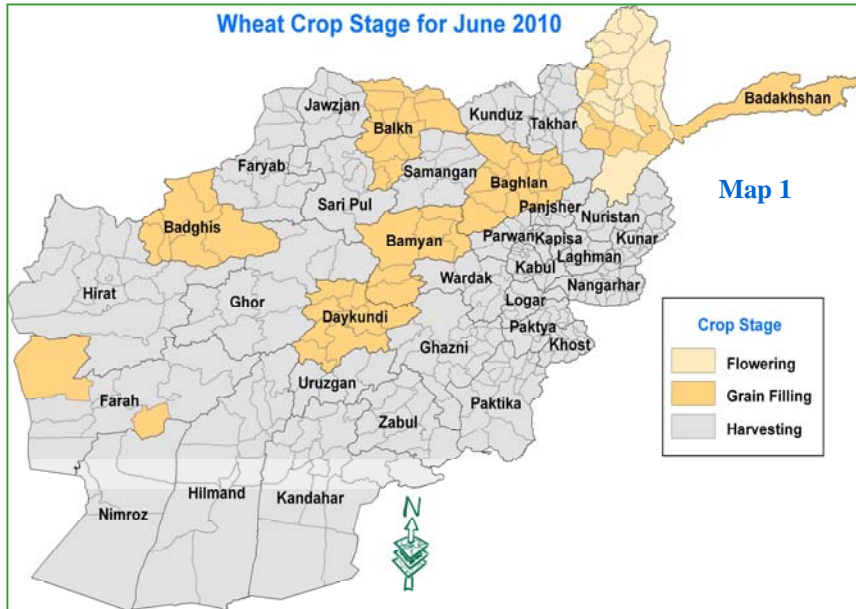 Wheat Crop Stage for June 2010
Jawzjan
Balkh
Kunduz
Takhar
Badakhshan
Faryab
Samangan
Baghlan
Map 1
Sari Pul
Panjsher
Nuristan
Badghis
Bamyan
Parwan
Kapisa
Kunar
Laghman
Kabul
Wardak
Nangarhar
Hirat
Ghor
Logar
Daykundi
Paktya
Khost
Ghazni
Uruzgan
Farah
Paktika
Zabul
Hilmand
Kandahar
Nimroz
N
Crop Stage
Flowering
Grain Filling
Harvesting